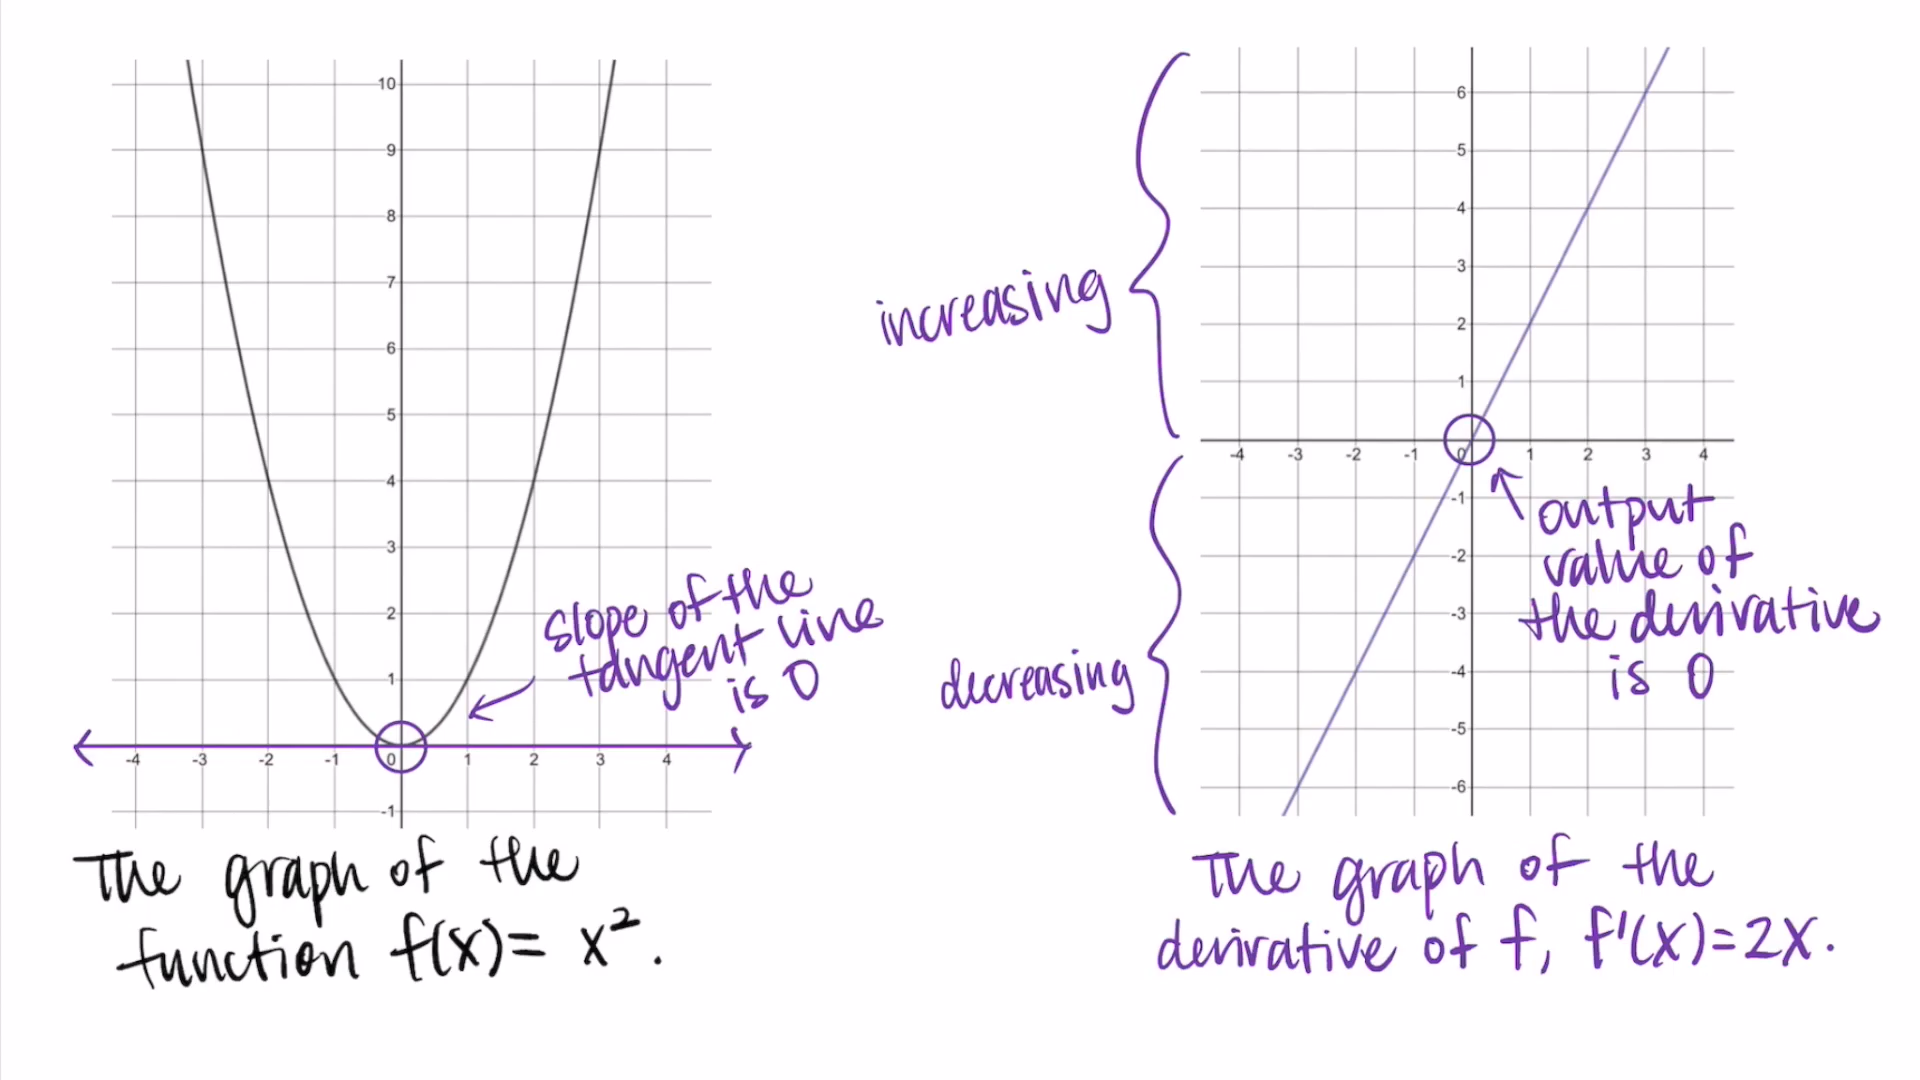 10
9
8
7
6
5
4
3
2
1
-4 -3 -2 -1 0 1 2 3 4
-1
slope of the
tangent line
is 0
The graph of the
function f(x) = x².
increasing
decreasing
6
5
4
3
2
1
-4 -3 -2 -1 0 1 2 3 4
-1
-2
-3
-4
-5
-6
output
value of
the derivative
is 0
The graph of the
derivative of f, f'(x)=2x.